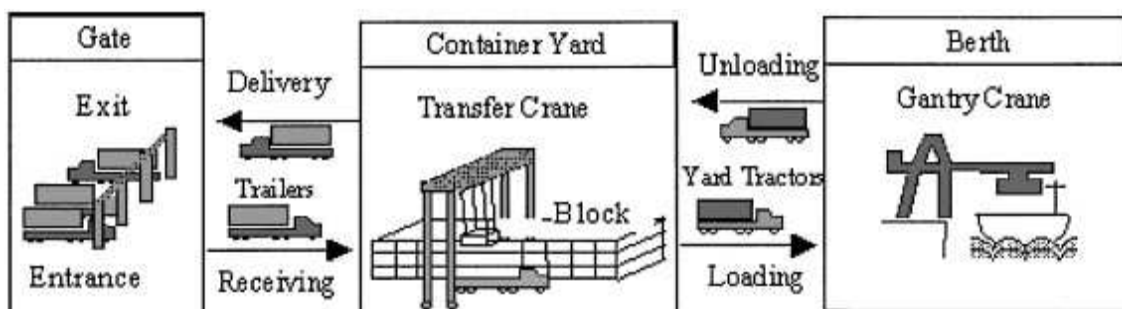 Gate
Container Yard
Berth
Exit
Entrance
Delivery
Trailers
Receiving
Transfer Crane
-Block
Unloading
Yard Tractors
Loading
Gantry Crane